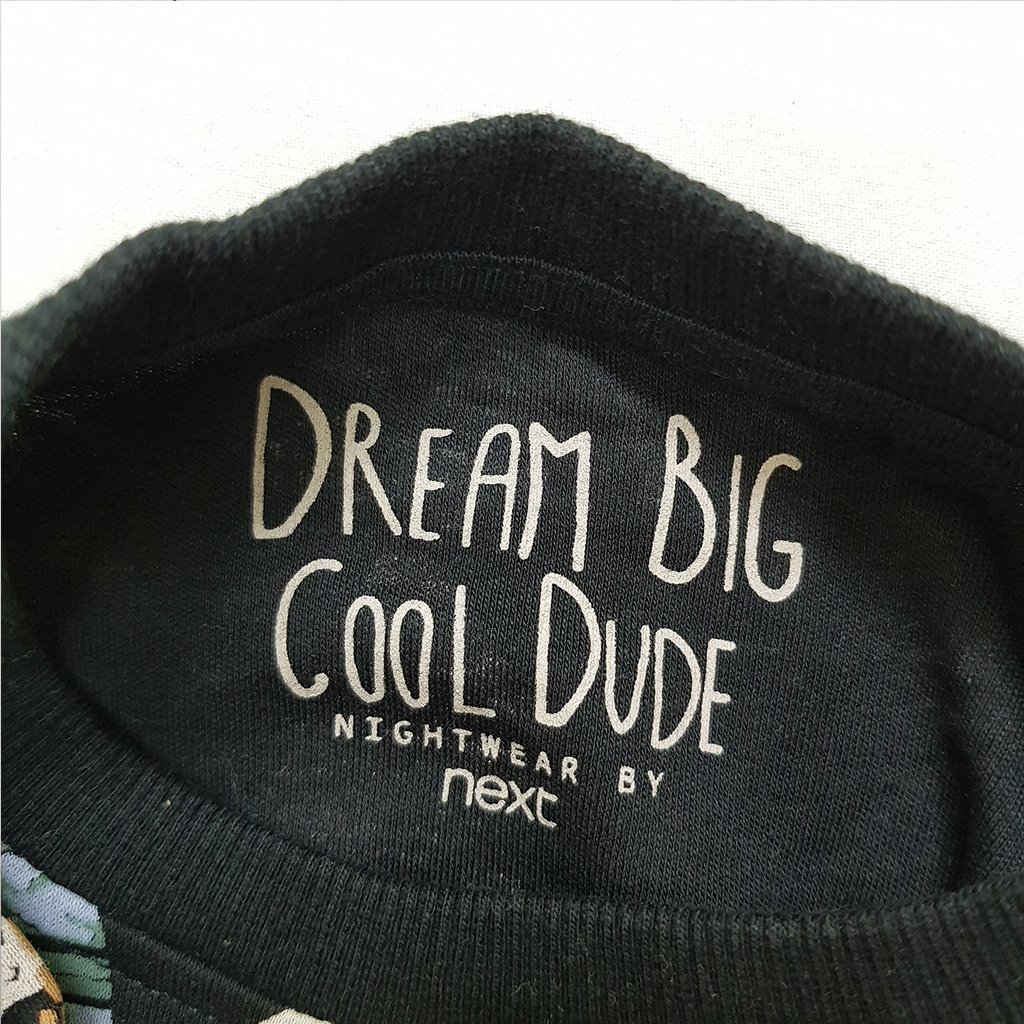 DREAM BIG
COOL DUDE
NIGHTWEAR BY
next